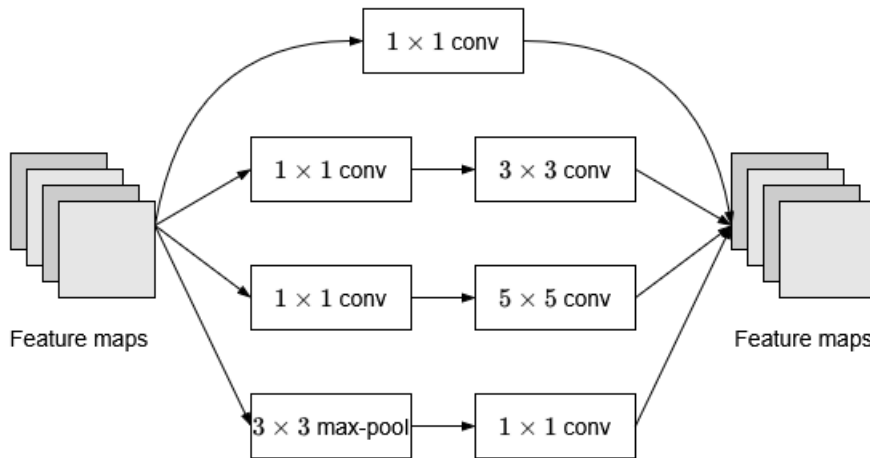 1 × 1 conv
1 × 1 conv
3 × 3 conv
1 × 1 conv
5 × 5 conv
Feature maps
Feature maps
3 × 3 max-pool
1 × 1 conv